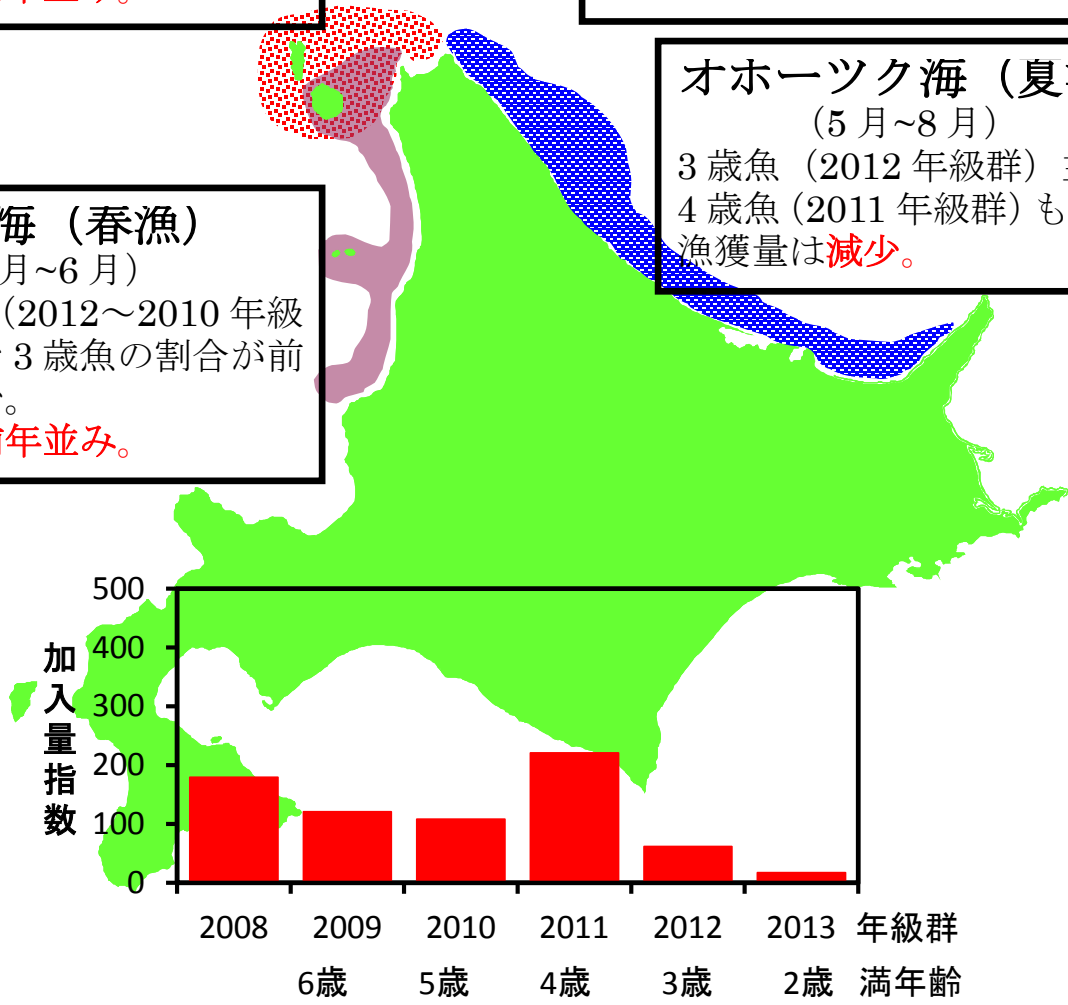 年並み。
オホーツク海（夏
（5 月~8 月）
3 歳魚（2012 年級群）
4 歳魚（2011 年級群）も
漁獲量は減少。
海（春漁）
月~6 月）
（2012～2010 年級
3 歳魚の割合が前
。
年並み。
加入量指数
500
400
300
200
100
0
2008 2009 2010 2011 2012 2013 年級群
6歳 5歳 4歳 3歳 2歳 満年齢